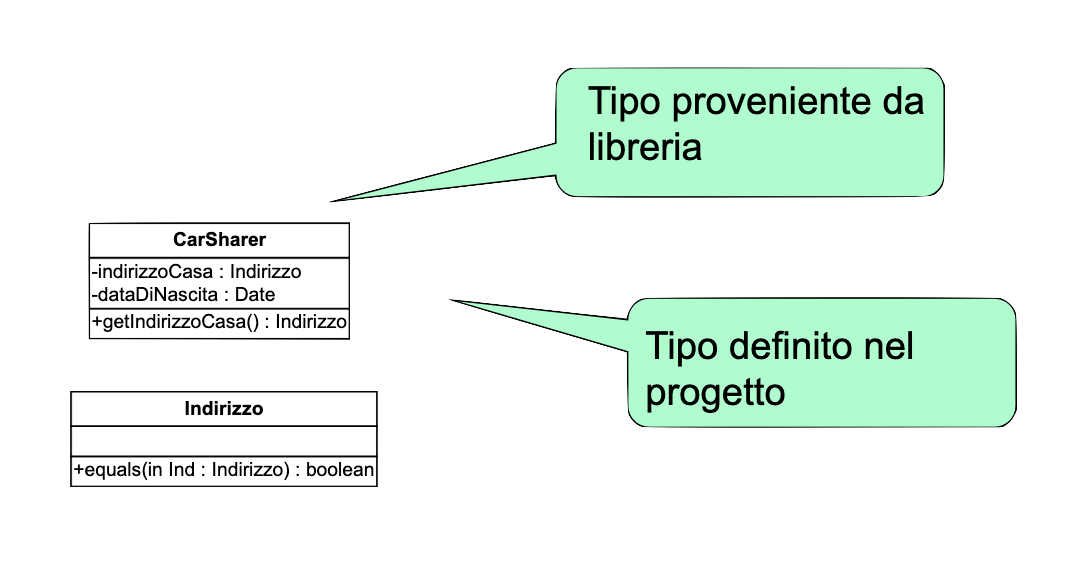 Tipo proveniente da
libreria
CarSharer
-indirizzoCasa : Indirizzo
-dataDiNascita : Date
+getIndirizzoCasa() : Indirizzo
Tipo definito nel
progetto
Indirizzo
+equals(in Ind : Indirizzo) : boolean